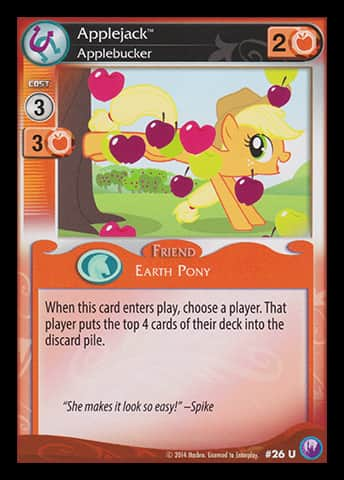 Applejack™
Applebucker
2
COST
3
3
FRIEND
EARTH PONY
When this card enters play, choose a player. That
player puts the top 4 cards of their deck into the
discard pile.
“She makes it look so easy!” –Spike
© 2014 Hasbro. Licensed to Enterplay.
#26 U